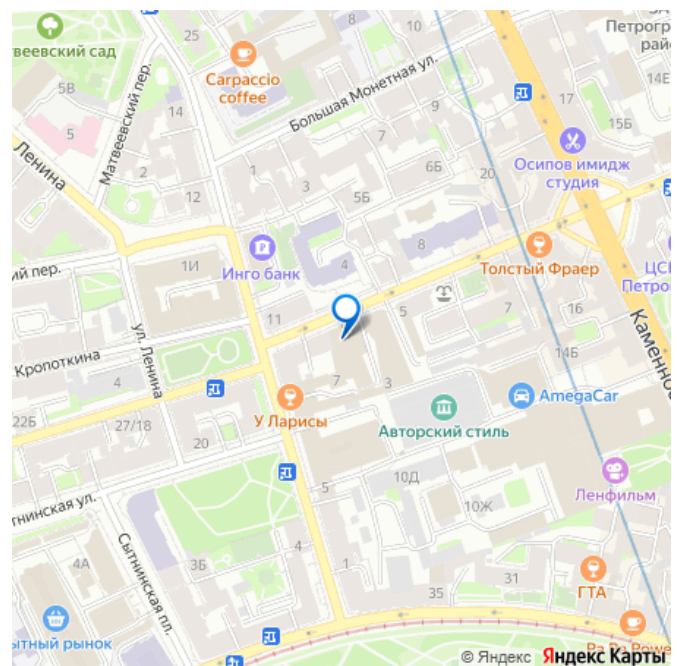 25
твеевский сад
Carpaccio
coffee
Матвеевский пер.
14
5В
5
Большая Монетная ул.
7
9
17
15Б
14Е
Петрогр
рай
Осипов имидж
студия
Ленина
2
12
1
3
5Б
6Б
20
8
Толстый Фраер
ЦС
Петро
ий пер.
1И
Инго банк
4
11
5
7
16
Каменно
ул. Ленина
Кропоткина
4
7
3
14Б
AmegaCar
22Б
27/18
У Ларисы
Авторский стиль
20
Ленфильм
тнинская ул.
5
10Д
10Ж
Сытнинская пл.
4А
3Б
4
1
35
31
ГТА
ытный рынок
© Яндекс Яндекс Карты